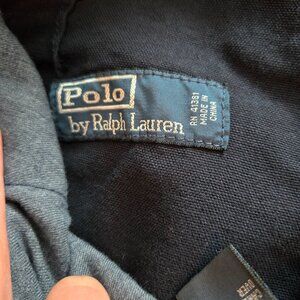 Polo
by Ralph Lauren
RN 41381
MADE IN
CHINA